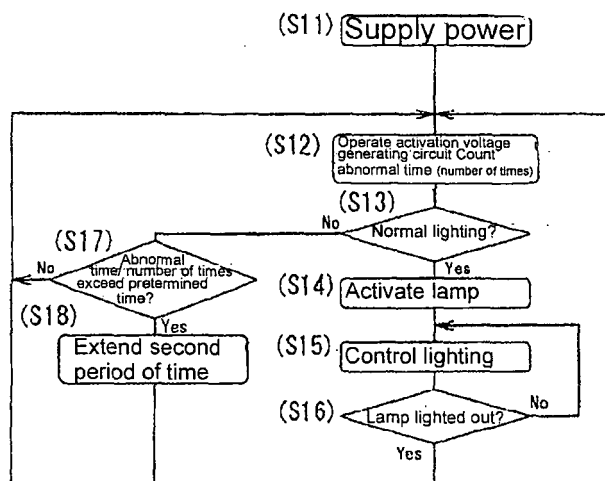 (S11)
Supply power
(S12)
Operate activation voltage
generating circuit Count
abnormal time (number of times)
(S13)
Normal lighting?
No
Yes
(S17)
Abnormal
time/number of times
exceed pretermined
time?
No
Yes
(S18)
Extend second
period of time
(S14)
Activate lamp
(S15)
Control lighting
(S16)
Lamp lighted out?
No
Yes